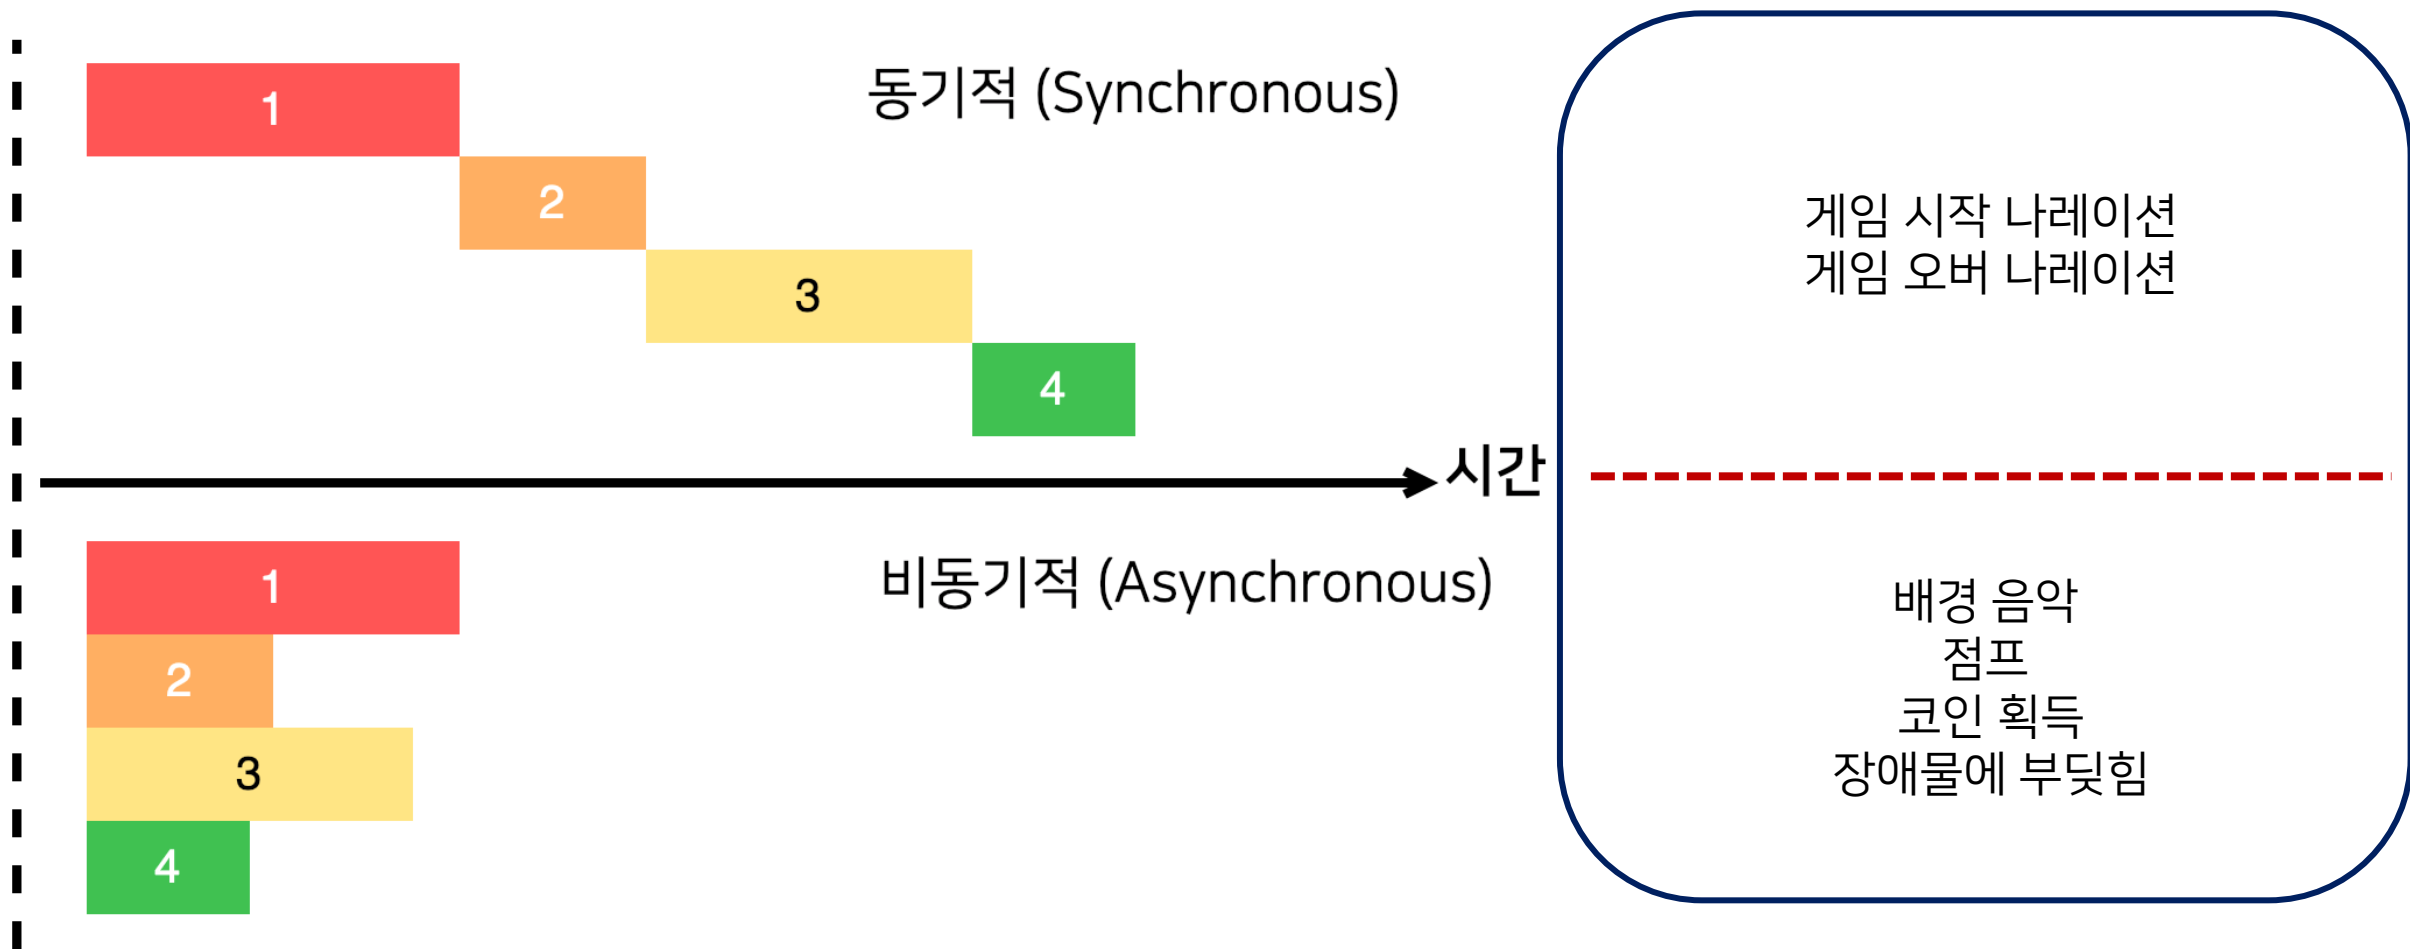 동기적 (Synchronous)
1
2
3
4
시간
비동기적 (Asynchronous)
1
2
3
4
게임 시작 나레이션
게임 오버 나레이션
배경 음악
점프
코인 획득
장애물에 부딪힘